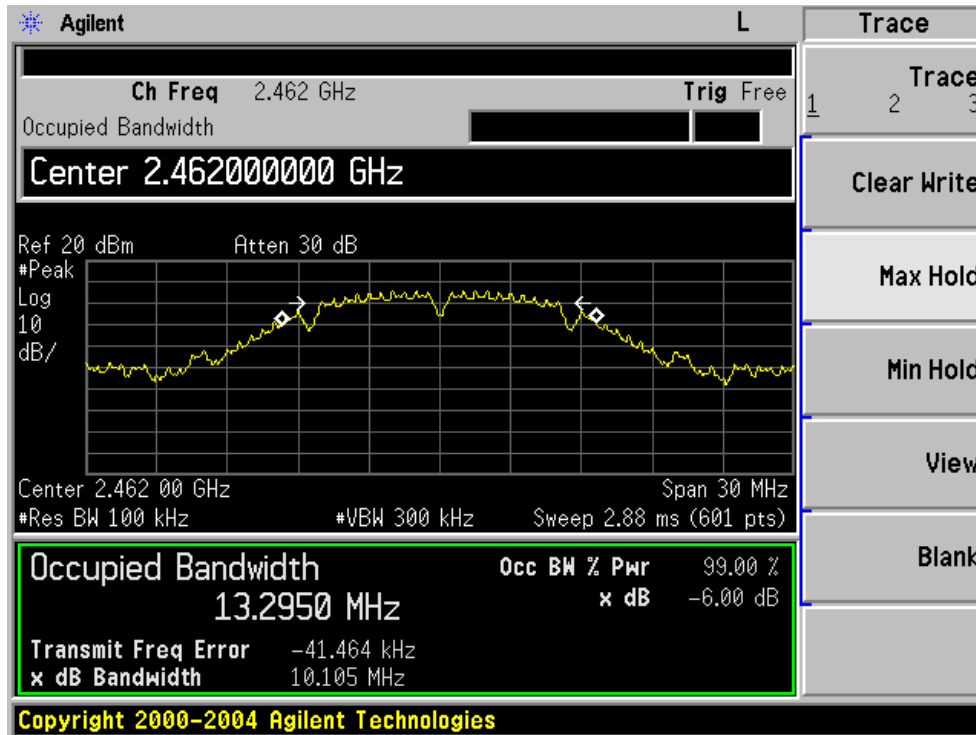 Agilent L
Ch Freq 2.462 GHz Trig Free
Occupied Bandwidth
Center 2.462000000 GHz
Ref 20 dBm Atten 30 dB
#Peak
Log
10
dB/
Center 2.462 00 GHz Span 30 MHz
#Res BW 100 kHz #VBW 300 kHz Sweep 2.88 ms (601 pts)
Occupied Bandwidth
13.2950 MHz
Occ BW % Pwr 99.00 %
x dB -6.00 dB
Transmit Freq Error -41.464 kHz
x dB Bandwidth 10.105 MHz
Copyright 2000-2004 Agilent Technologies
Trace
Trace
1 2 3
Clear Write
Max Hold
Min Hold
View
Blank